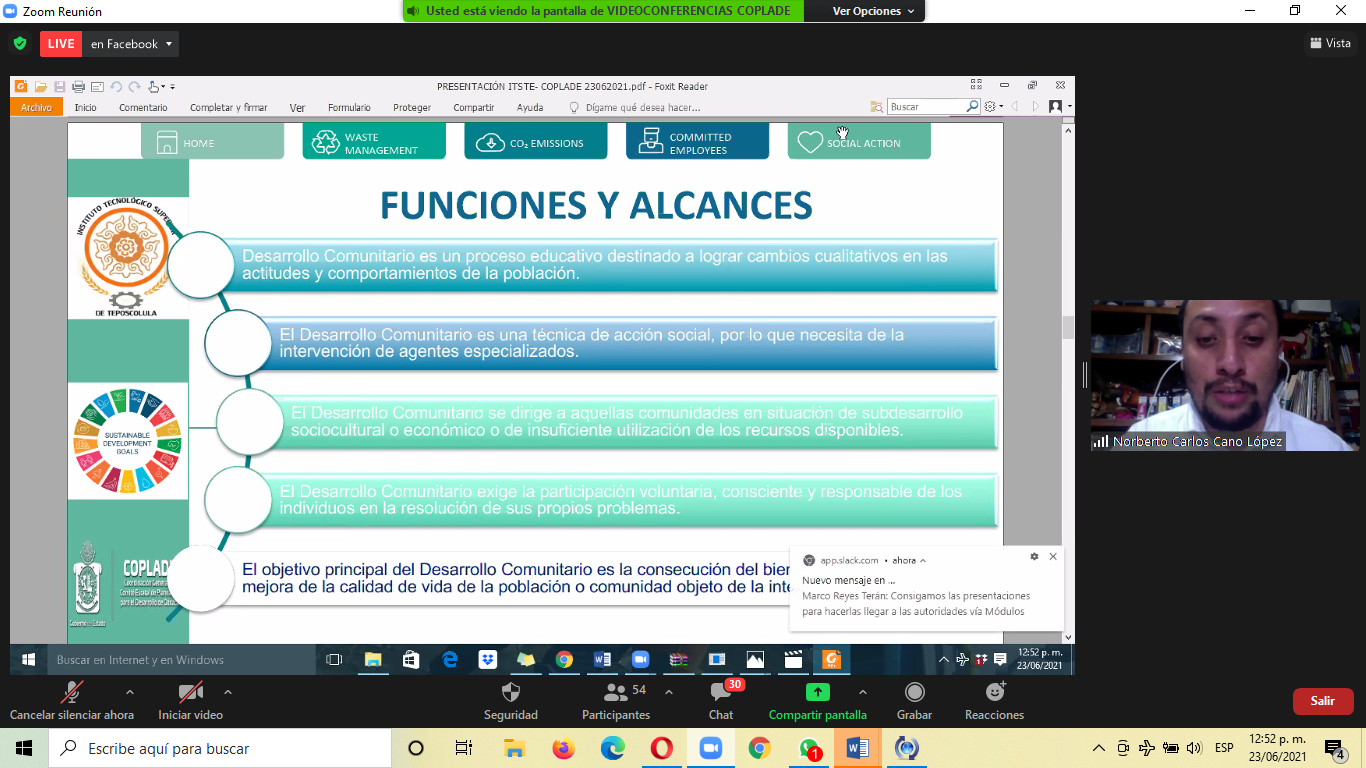 Zoom Reunión
Usted está viendo la pantalla de VIDEOCONFERENCIAS COPLADE
Ver Opciones
LIVE
en Facebook
Vista
PRESENTACIÓN ITSTE- COPLADE 23062021.pdf - Foxit Reader
Archivo Inicio Comentario Completar y firmar Ver Formulario Proteger Compartir Ayuda Dígame qué desea hacer... Buscar
HOME
WASTE
MANAGEMENT
CO₂ EMISSIONS
COMMITTED
EMPLOYEES
SOCIAL ACTION
FUNCIONES Y ALCANCES
INSTITUTO TECNOLÓGICO
DE TEPOSCOLULA
Desarrollo Comunitario es un proceso educativo destinado a lograr cambios cualitativos en las
actitudes y comportamientos de la población.
El Desarrollo Comunitario es una técnica de acción social, por lo que necesita de la
intervención de agentes especializados.
El Desarrollo Comunitario se dirige a aquellas comunidades en situación de subdesarrollo
sociocultural o económico o de insuficiente utilización de los recursos disponibles.
SUSTAINABLE
DEVELOPMENT
GOALS
El Desarrollo Comunitario exige la participación voluntaria, consciente y responsable de los
individuos en la resolución de sus propios problemas.
COPLADE
El objetivo principal del Desarrollo Comunitario es la consecución del bien
mejora de la calidad de vida de la población o comunidad objeto de la int
app.slack.com • ahora
Nuevo mensaje en ...
Marco Reyes Terán: Consigamos las presentaciones
para hacerlas llegar a las autoridades vía Módulos
Norberto Carlos Cano López
Buscar en Internet y en Windows
12:52 p. m.
23/06/2021
Cancelar silenciar ahora
Iniciar video
Seguridad
54
Participantes
30
Chat
Compartir pantalla
Grabar
Reacciones
Salir
Escribe aquí para buscar
1
ESP
12:52 p. m.
23/06/2021
4